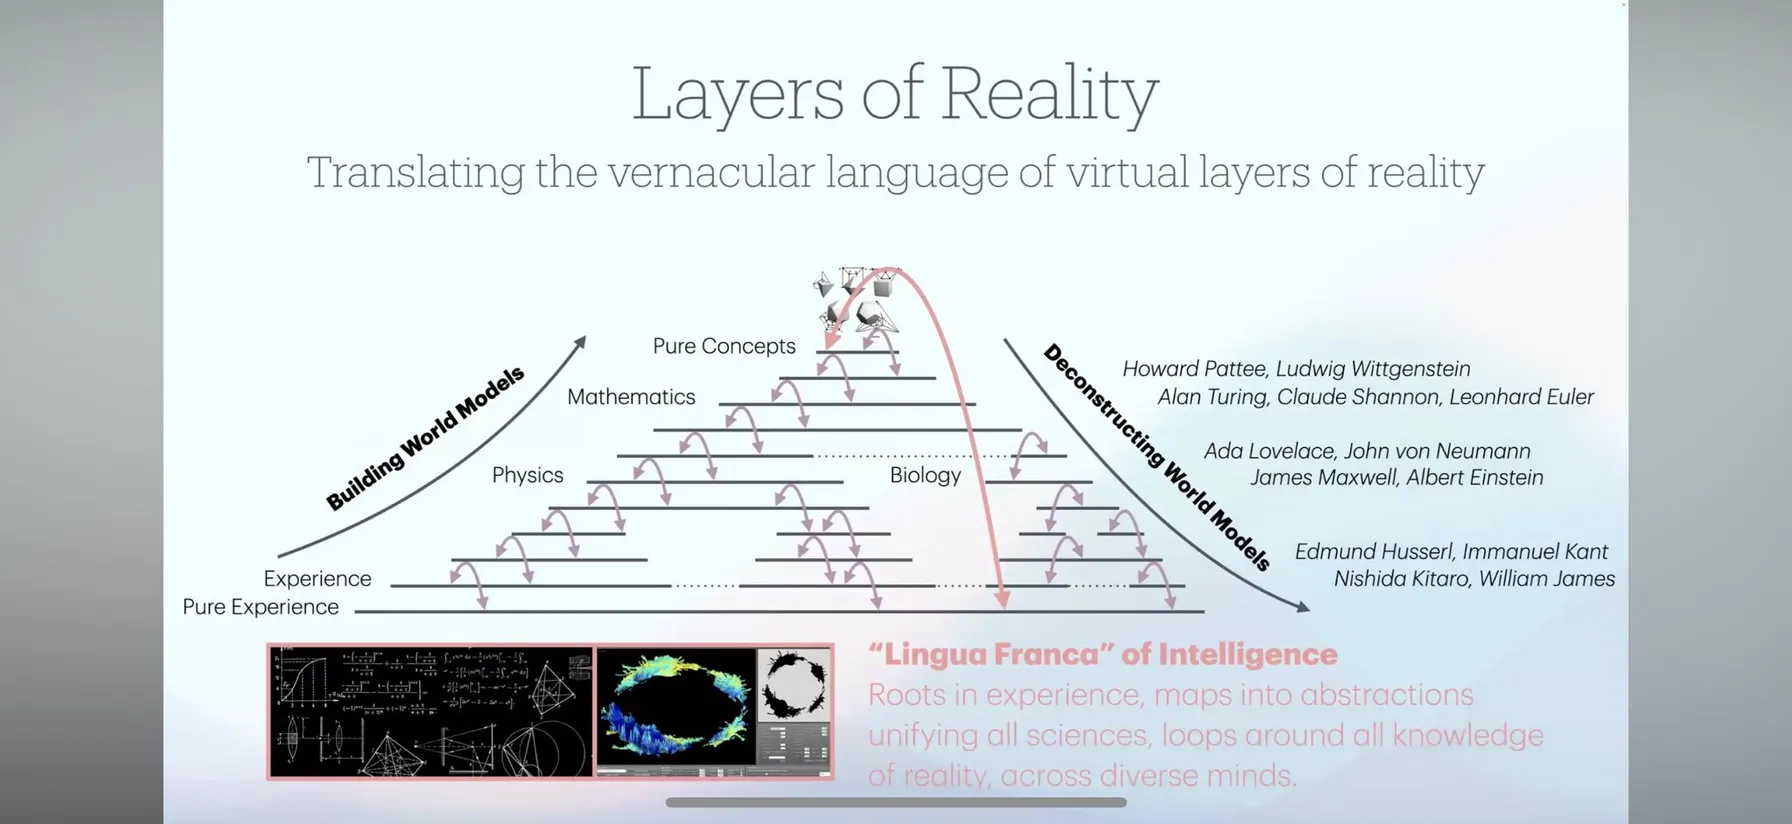 Layers of Reality
Translating the vernacular language of virtual layers of reality
Pure Concepts
Mathematics
Physics
Biology
Experience
Pure Experience
Building World Models
Deconstructing World Models
Howard Pattee, Ludwig Wittgenstein
Alan Turing, Claude Shannon, Leonhard Euler
Ada Lovelace, John von Neumann
James Maxwell, Albert Einstein
Edmund Husserl, Immanuel Kant
Nishida Kitaro, William James
“Lingua Franca” of Intelligence
Roots in experience, maps into abstractions
unifying all sciences, loops around all knowledge
of reality, across diverse minds.